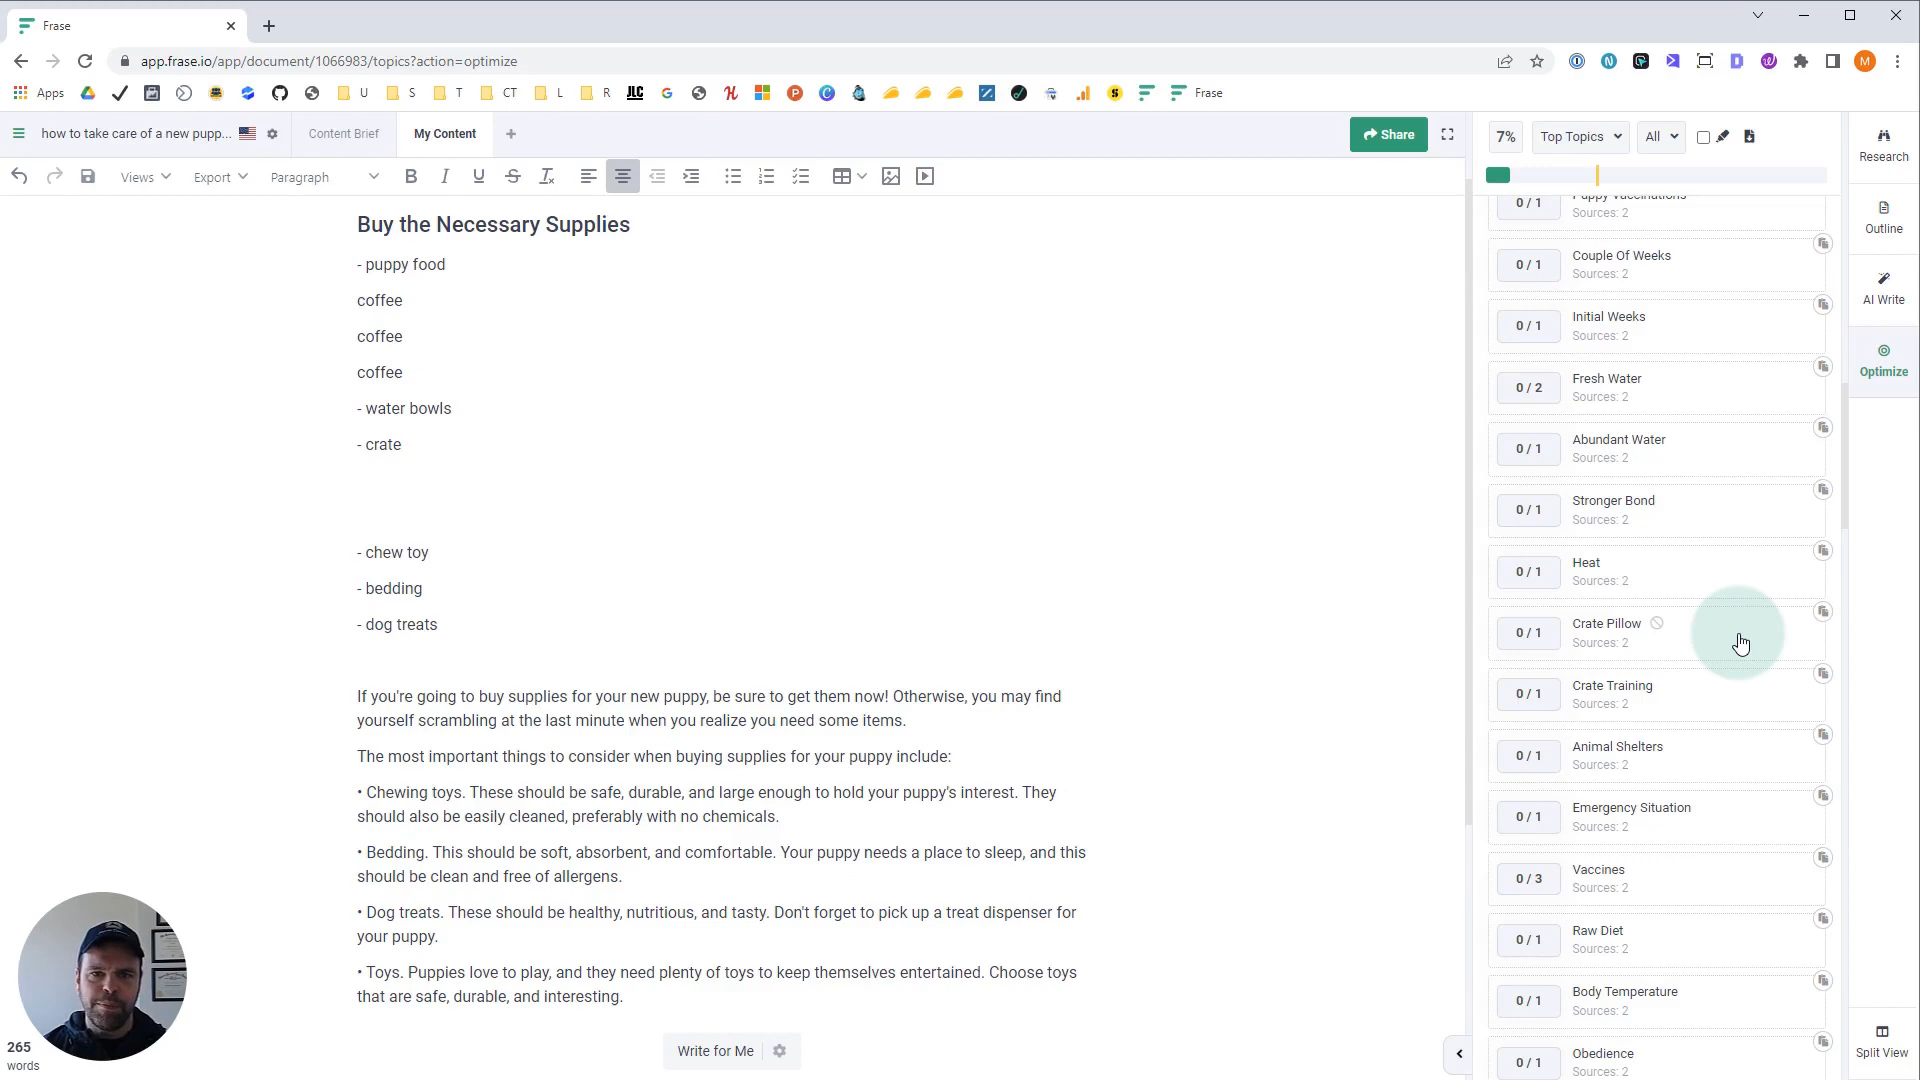 Frase
app.frase.io/app/document/1066983/topics?action=optimize
M
Apps
U
S
T
CT
L
R
JLC
Frase
how to take care of a new pupp...
Content Brief
My Content
Share
7%
Top Topics
All
Research
Views
Export
Paragraph
Outline
AI Write
Optimize
Buy the Necessary Supplies
- puppy food
coffee
coffee
coffee
- water bowls
- crate
- chew toy
- bedding
- dog treats
If you're going to buy supplies for your new puppy, be sure to get them now! Otherwise, you may find
yourself scrambling at the last minute when you realize you need some items.
The most important things to consider when buying supplies for your puppy include:
• Chewing toys. These should be safe, durable, and large enough to hold your puppy's interest. They
should also be easily cleaned, preferably with no chemicals.
• Bedding. This should be soft, absorbent, and comfortable. Your puppy needs a place to sleep, and this
should be clean and free of allergens.
• Dog treats. These should be healthy, nutritious, and tasty. Don't forget to pick up a treat dispenser for
your puppy.
• Toys. Puppies love to play, and they need plenty of toys to keep themselves entertained. Choose toys
that are safe, durable, and interesting.
Write for Me
265
words
0 / 1 Puppy Vaccinations
Sources: 2
0 / 1 Couple Of Weeks
Sources: 2
0 / 1 Initial Weeks
Sources: 2
0 / 2 Fresh Water
Sources: 2
0 / 1 Abundant Water
Sources: 2
0 / 1 Stronger Bond
Sources: 2
0 / 1 Heat
Sources: 2
0 / 1 Crate Pillow
Sources: 2
0 / 1 Crate Training
Sources: 2
0 / 1 Animal Shelters
Sources: 2
0 / 1 Emergency Situation
Sources: 2
0 / 3 Vaccines
Sources: 2
0 / 1 Raw Diet
Sources: 2
0 / 1 Body Temperature
Sources: 2
0 / 1 Obedience
Sources: 2
Split View